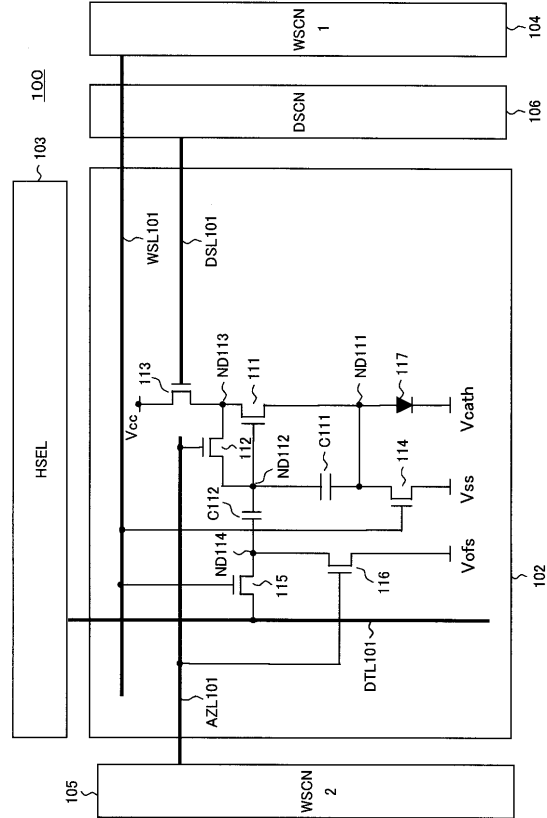 100
103
HSEL
WSL101
DSL101
WSCN
1
104
DSCN
106
Vcc
113
ND113
111
ND111
117
112
ND112
C111
114
Vcath
C112
Vss
ND114
115
116
Vofs
102
DTL101
AZL101
105
WSCN
2